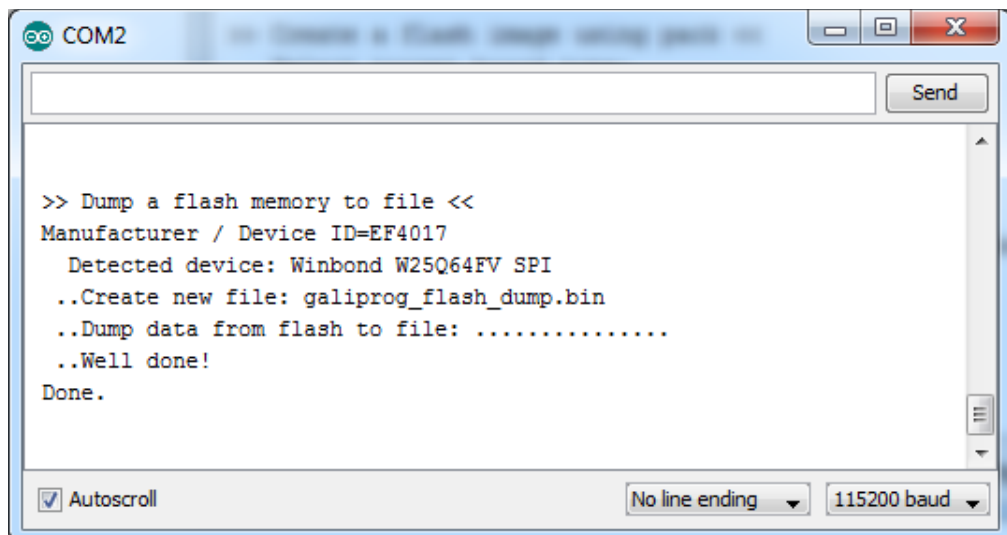 COM2
Send
>> Dump a flash memory to file <<
Manufacturer / Device ID=EF4017
Detected device: Winbond W25Q64FV SPI
..Create new file: galiprog_flash_dump.bin
..Dump data from flash to file: ...............
..Well done!
Done.
Autoscroll
No line ending
115200 baud